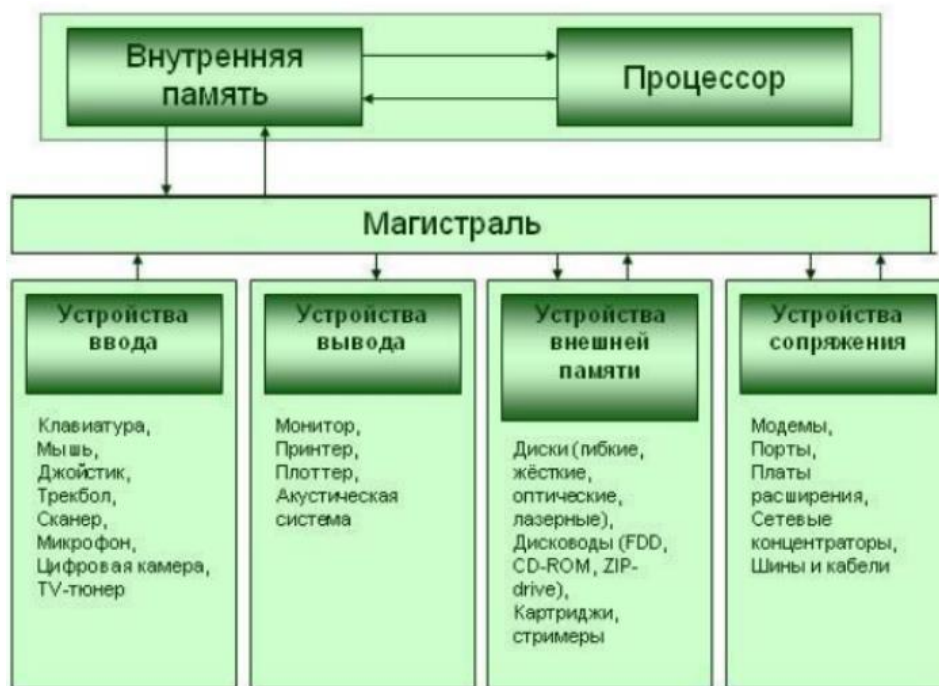 Внутренняя
память
Процессор
Магистраль
Устройства
ввода
Клавиатура,
Мышь,
Джойстик,
Трекбол,
Сканер,
Микрофон,
Цифровая камера,
TV-тюнер
Устройства
вывода
Монитор,
Принтер,
Плоттер,
Акустическая
система
Устройства
внешней
памяти
Диски (гибкие,
жёсткие,
оптические,
лазерные),
Дисководы (FDD,
CD-ROM, ZIP-
drive),
Картриджи,
стримеры
Устройства
сопряжения
Модемы,
Порты,
Платы
расширения,
Сетевые
концентраторы,
Шины и кабели